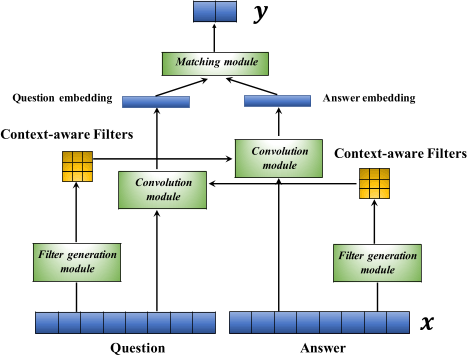 y
Matching module
Question embedding
Answer embedding
Context-aware Filters
Convolution
module
Context-aware Filters
Convolution
module
Filter generation
module
Filter generation
module
x
Question
Answer